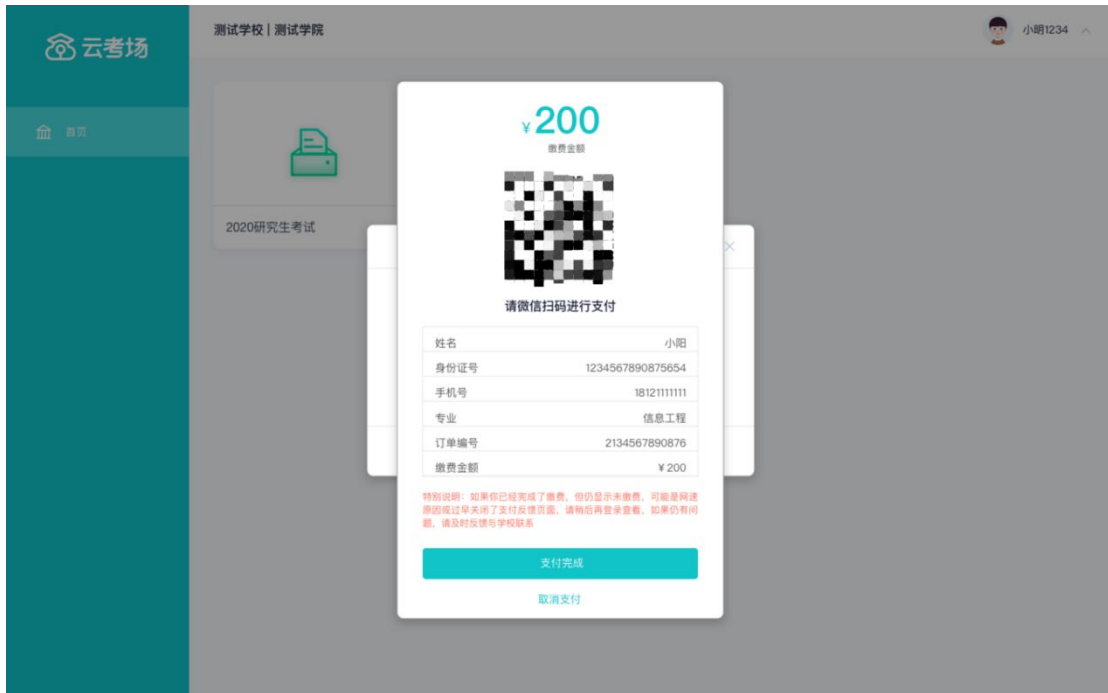 云考场
测试学校 | 测试学院
小明1234
首页
2020研究生考试
¥200
缴费金额
请微信扫码进行支付
姓名 小阳
身份证号 1234567890875654
手机号 18121111111
专业 信息工程
订单编号 2134567890876
缴费金额 ¥ 200
特别说明：如果你已经完成了缴费，但仍显示未缴费，可能是网速
原因或过早关闭了支付反馈页面，请稍后再登录查看，如果仍有问
题，请及时反馈与学校联系
支付完成
取消支付